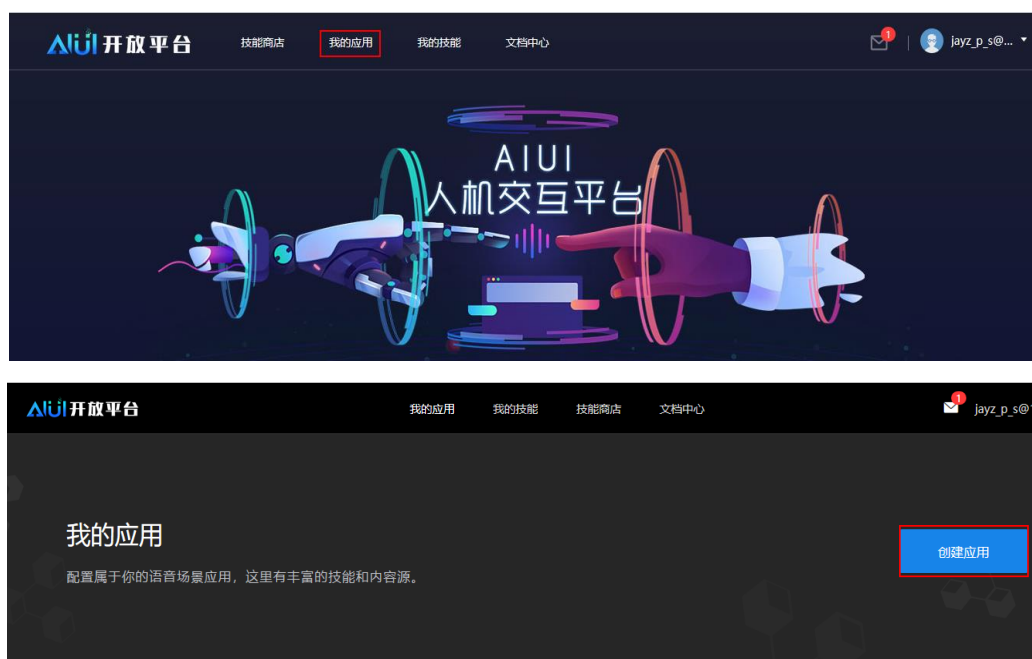 AIUI开放平台 技能商店 我的应用 我的技能 文档中心 1 jayz_p_s@...
AIUI
人机交互平台
AIUI开放平台 我的应用 我的技能 技能商店 文档中心 1 jayz_p_s@
我的应用
创建应用
配置属于你的语音场景应用，这里有丰富的技能和内容源。